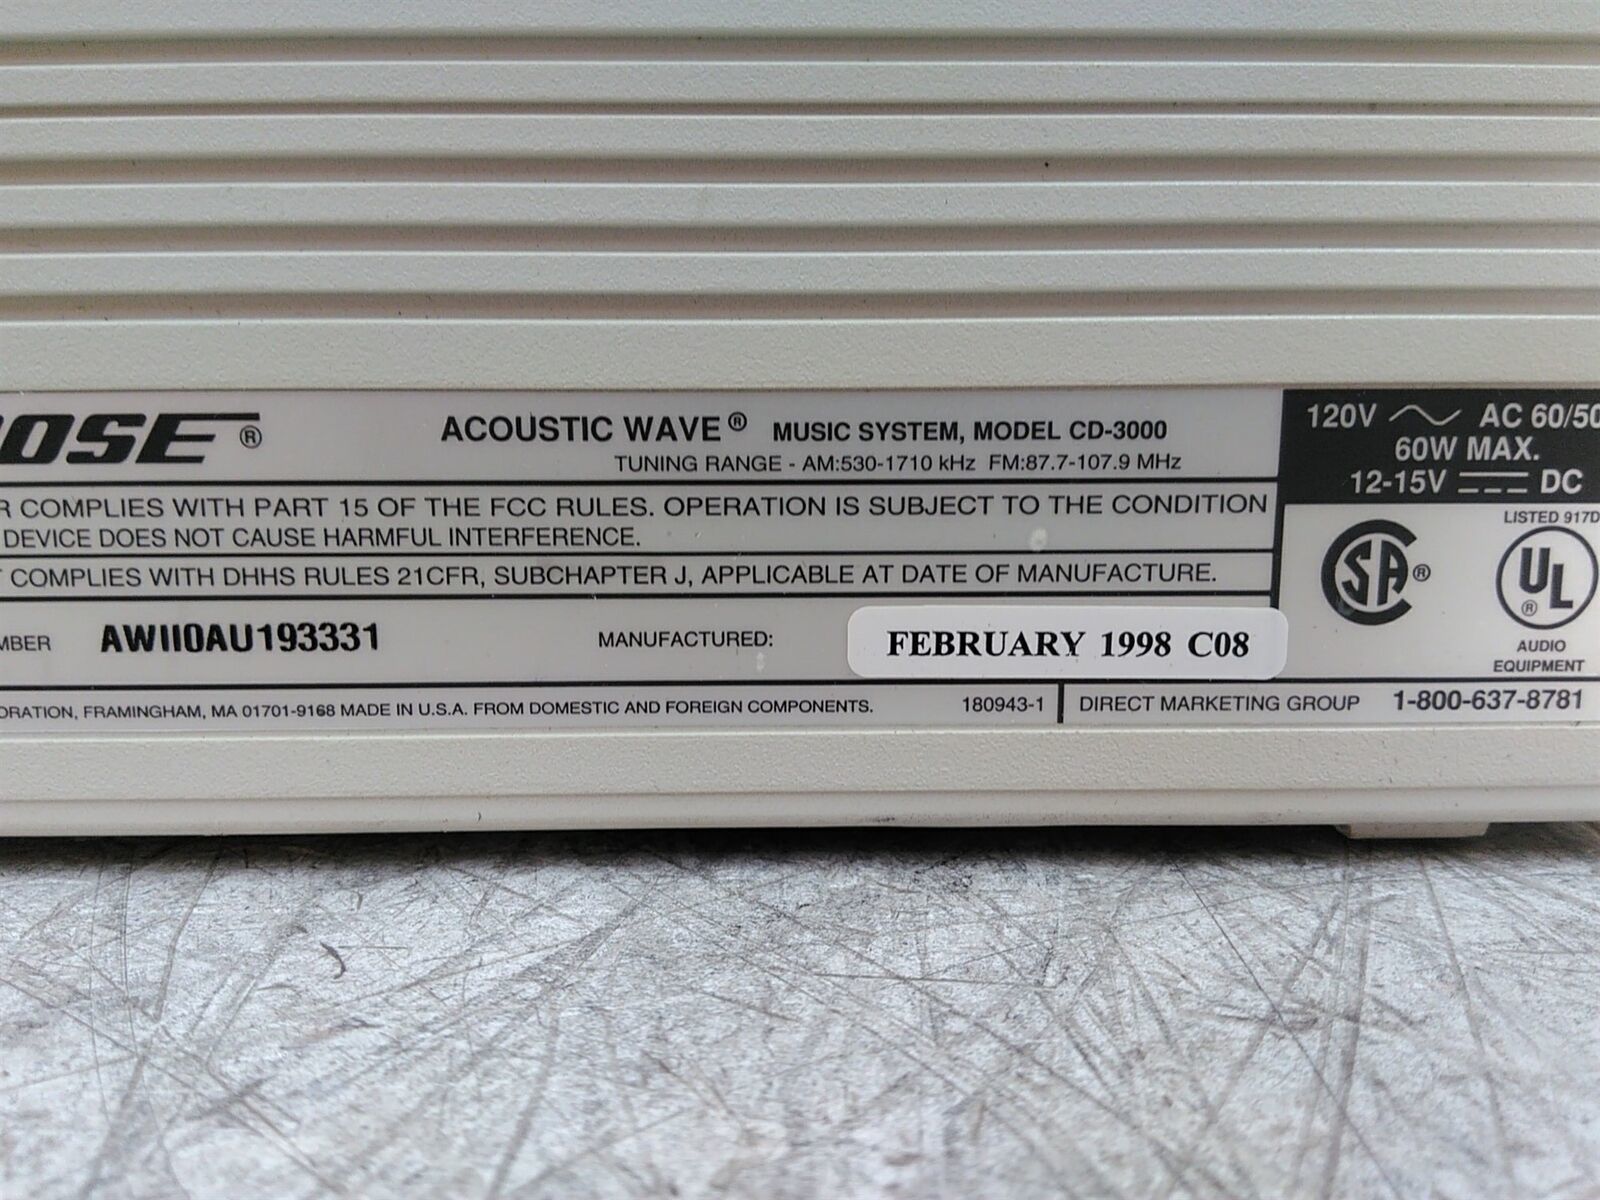 BOSE®
ACOUSTIC WAVE® MUSIC SYSTEM, MODEL CD-3000
TUNING RANGE - AM:530-1710 kHz FM:87.7-107.9 MHz
COMPLIES WITH PART 15 OF THE FCC RULES. OPERATION IS SUBJECT TO THE CONDITION
DEVICE DOES NOT CAUSE HARMFUL INTERFERENCE.
COMPLIES WITH DHHS RULES 21CFR, SUBCHAPTER J, APPLICABLE AT DATE OF MANUFACTURE.
AW110AU193331 MANUFACTURED: FEBRUARY 1998 C08
FRAMINGHAM, MA 01701-9168 MADE IN U.S.A. FROM DOMESTIC AND FOREIGN COMPONENTS. 180943-1 DIRECT MARKETING GROUP 1-800-637-8781
120V AC 60/50
60W MAX.
12-15V DC
LISTED 917D
SA®
UL®
AUDIO
EQUIPMENT